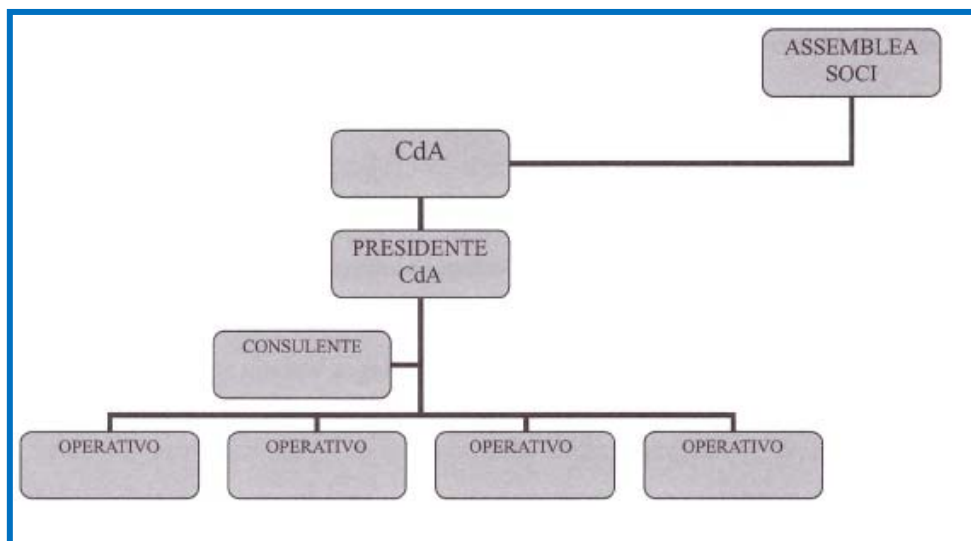 ASSEMBLEA
SOCI
CdA
PRESIDENTE
CdA
CONSULENTE
OPERATIVO
OPERATIVO
OPERATIVO
OPERATIVO